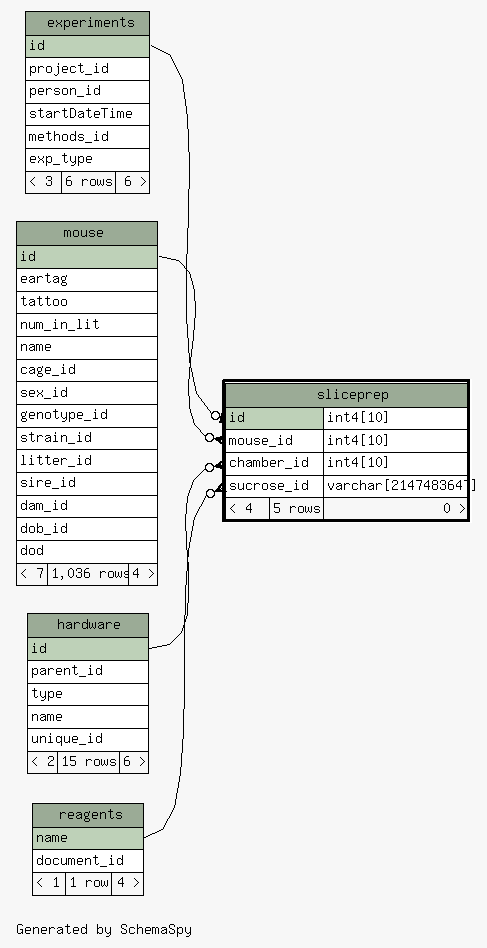 experiments
id
project_id
person_id
startDateTime
methods_id
exp_type
< 3 6 rows 6 >
mouse
id
eartag
tattoo
num_in_lit
name
cage_id
sex_id
genotype_id
strain_id
litter_id
sire_id
dam_id
dob_id
dod
< 7 1,036 rows 4 >
sliceprep
id int4[10]
mouse_id int4[10]
chamber_id int4[10]
sucrose_id varchar[2147483647]
< 4 5 rows 0 >
hardware
id
parent_id
type
name
unique_id
< 2 15 rows 6 >
reagents
name
document_id
< 1 1 row 4 >
Generated by SchemaSpy